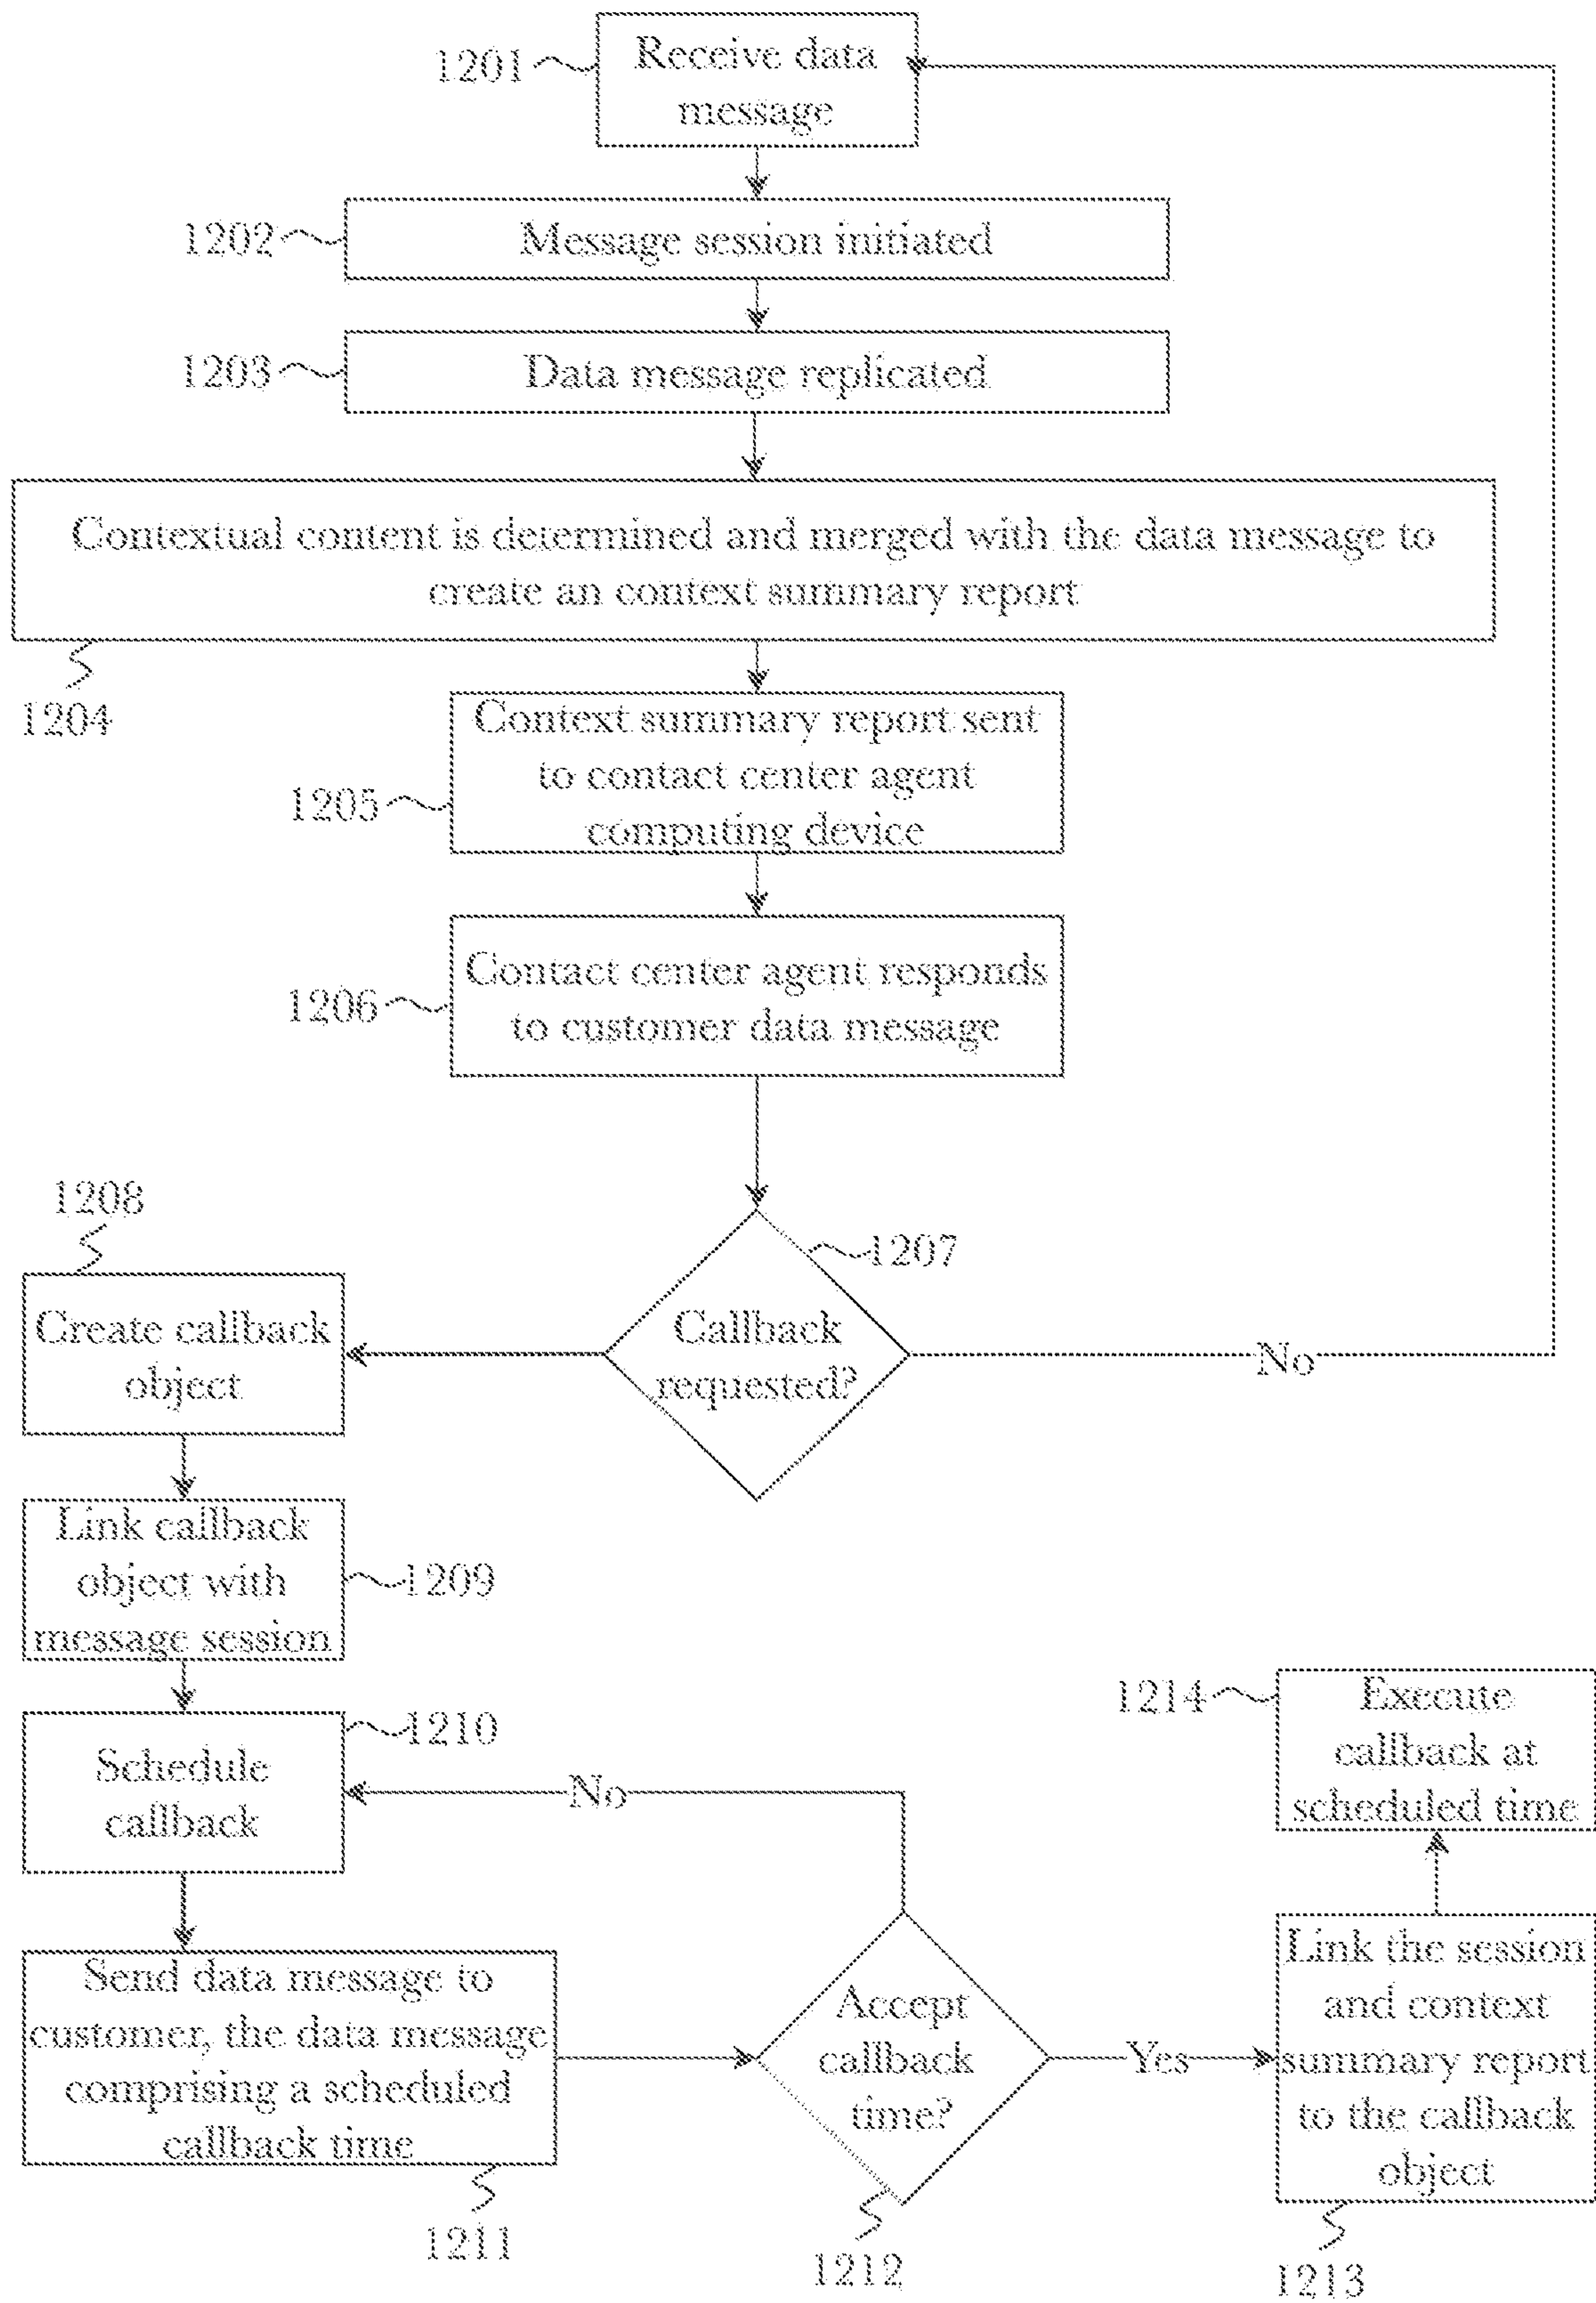 1201
Receive data
message
1202
Message session initiated
1203
Data message replicated
Contextual content is determined and merged with the data message to
create an context summary report
1204
Context summary report sent
to contact center agent
computing device
1205
Contact center agent responds
to customer data message
1206
1207
Callback
requested?
No
1208
Create callback
object
Link callback
object with
message session
1209
1210
Schedule
callback
No
Send data message to
customer, the data message
comprising a scheduled
callback time
1211
Accept
callback
time?
1212
Yes
Link the session
and context
summary report
to the callback
object
1213
1214
Execute
callback at
scheduled time